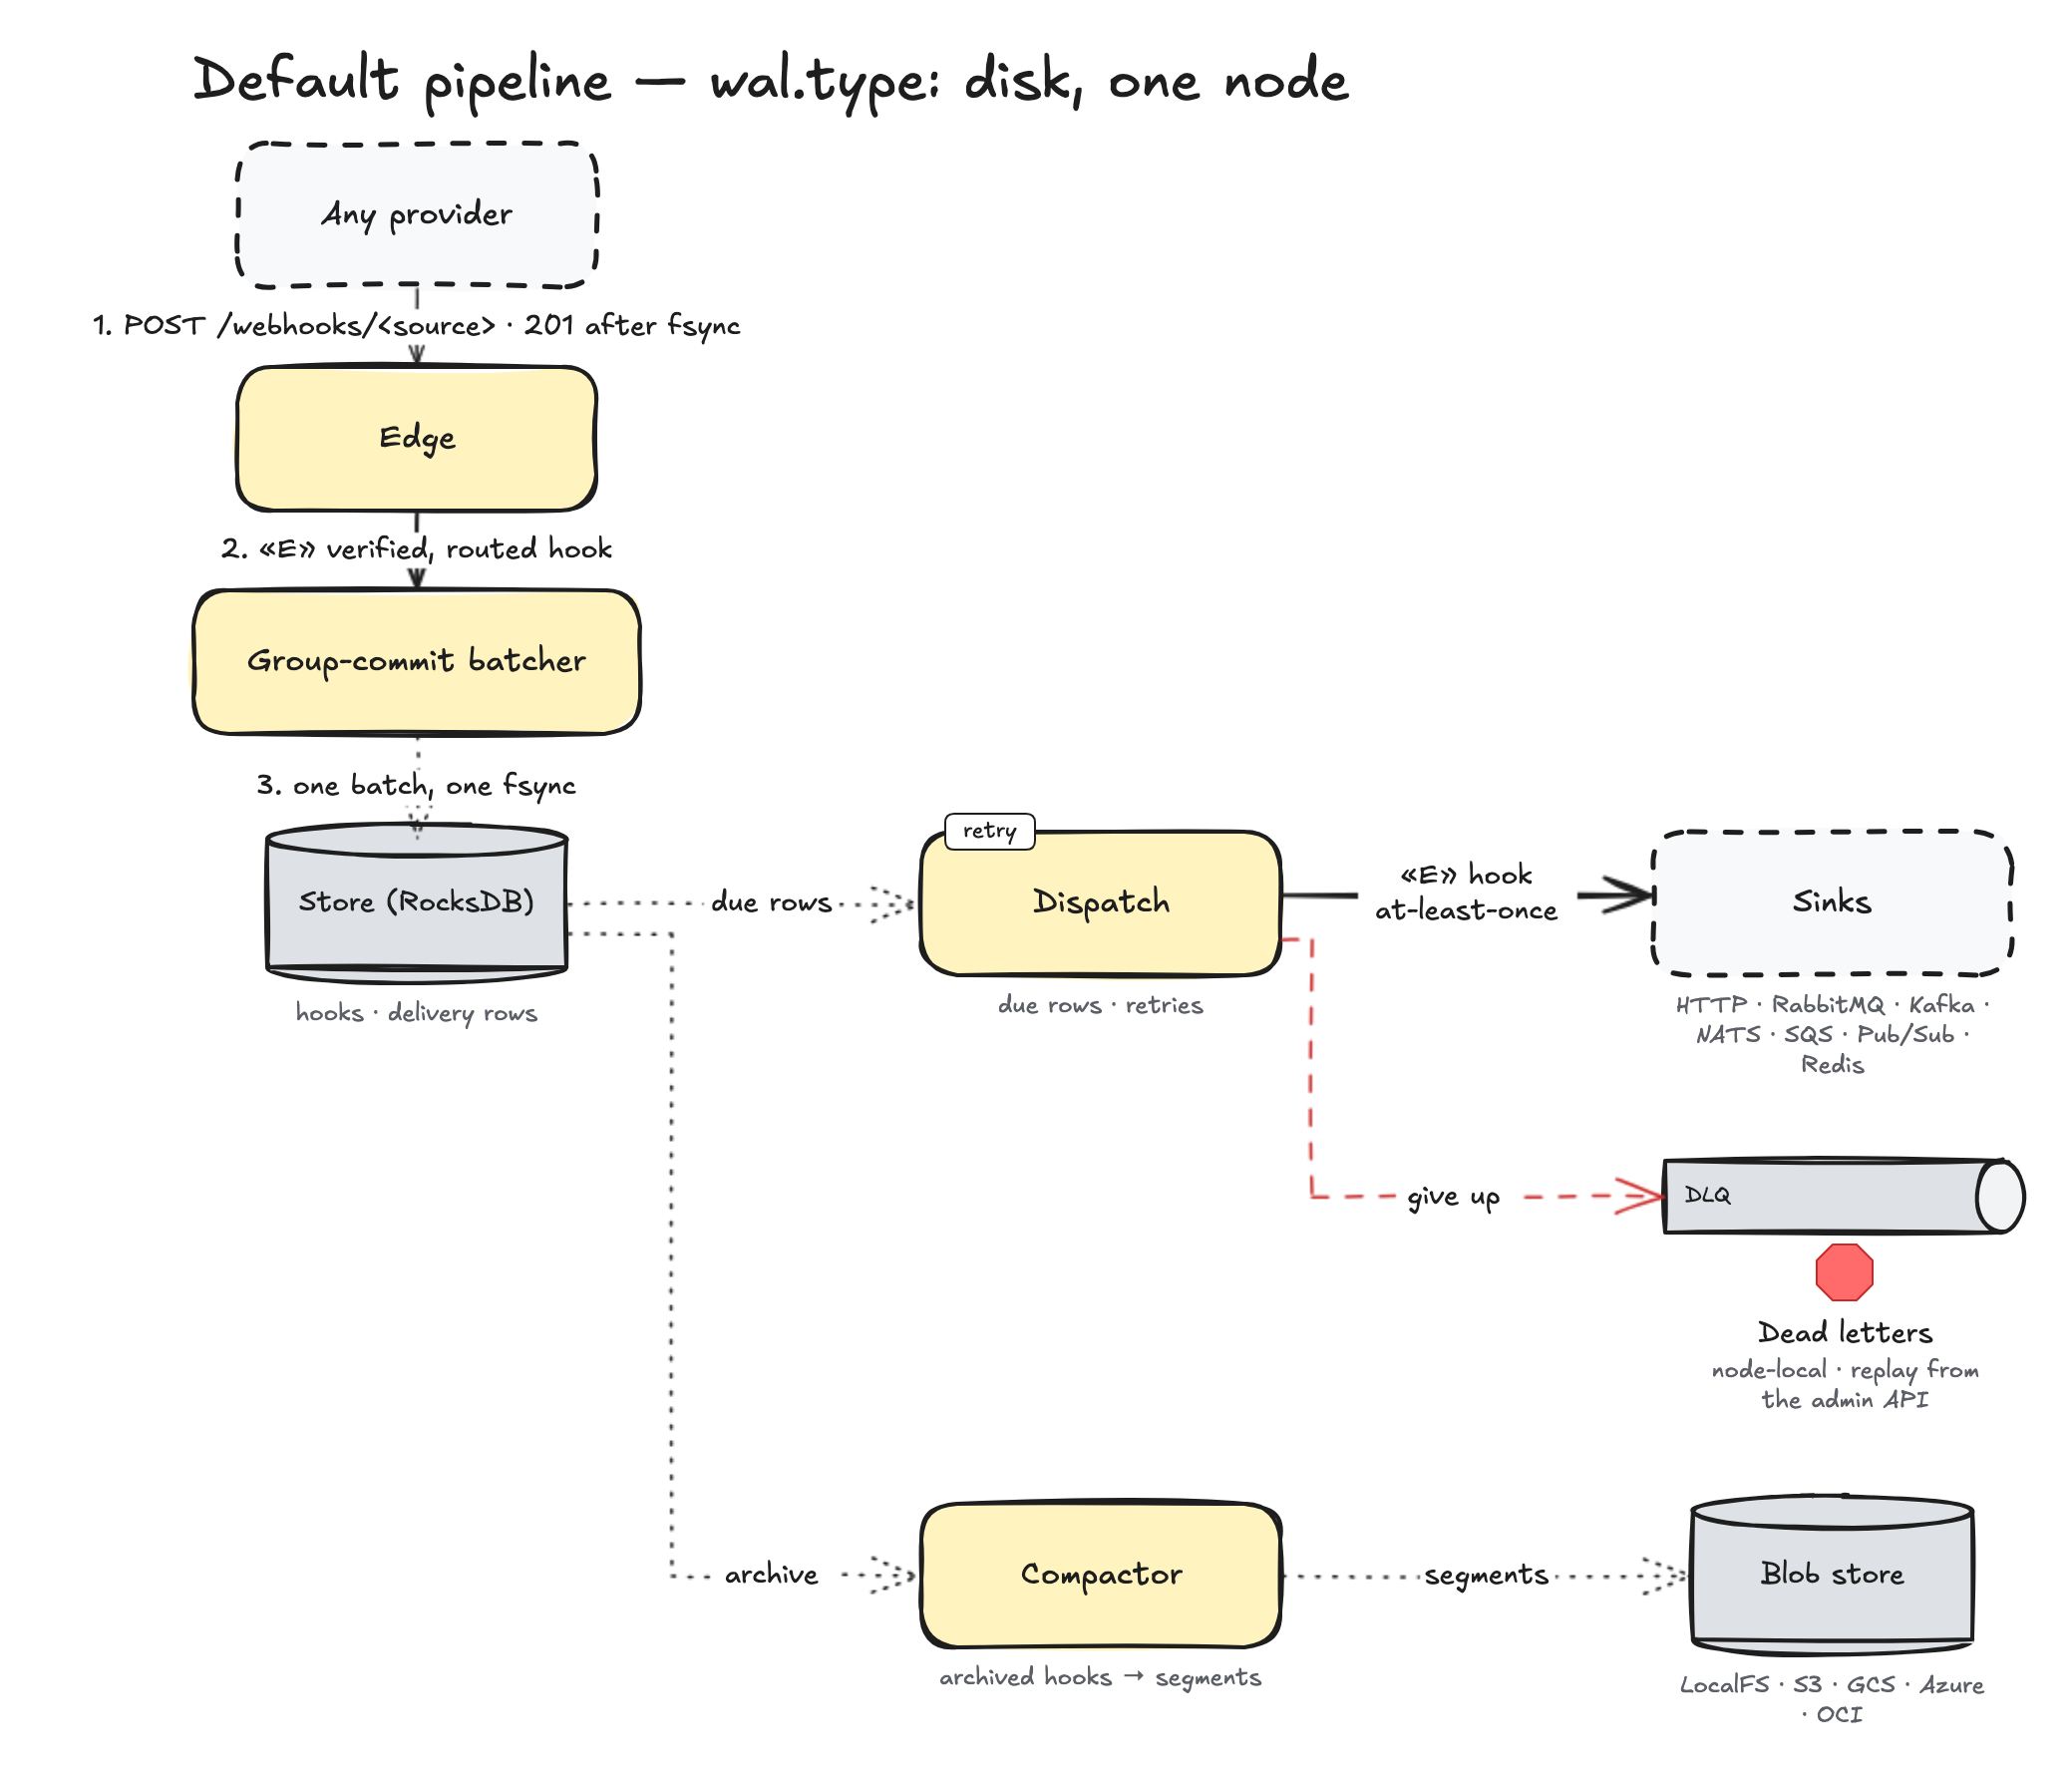 Default pipeline — wal.type: disk, one node
Any provider
1. POST /webhooks/<source> · 201 after fsync
Edge
2. «E» verified, routed hook
Group-commit batcher
3. one batch, one fsync
Store (RocksDB)
hooks · delivery rows
due rows
retry
Dispatch
due rows · retries
«E» hook
at-least-once
Sinks
HTTP · RabbitMQ · Kafka ·
NATS · SQS · Pub/Sub ·
Redis
give up
DLQ
Dead letters
node-local · replay from
the admin API
archive
Compactor
archived hooks → segments
segments
Blob store
LocalFS · S3 · GCS · Azure
· OCI